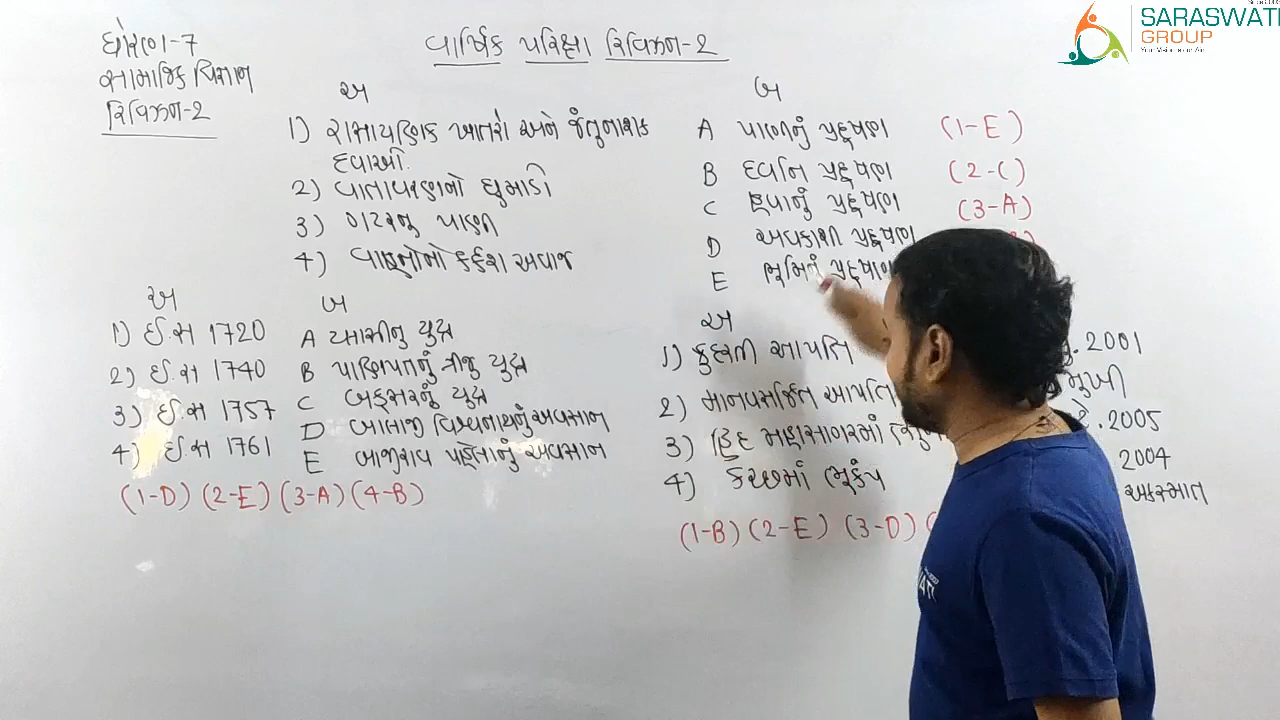 ધોરણ-7
સામાજિક વિજ્ઞાન
રિવિઝન-2
વાર્ષિક પરિક્ષા રિવિઝન-2
SARASWATI
GROUP
અ
1) રાસાયણિક ખાતરો અને જંતુનાશક
દવાઓ.
2) વાતાવરણનો ધુમાડો
3) ગટરનુ પાણી
4) વાહનોનો કર્કશ અવાજ
બ
A પાણીનું પ્રદૂષણ (1-E)
B ધ્વનિ પ્રદૂષણ (2-C)
C હવાનું પ્રદૂષણ (3-A)
D અવકાશી પ્રદૂષણ
E ભૂમિનું પ્રદૂષણ
અ
1) ઈ.સ 1720
2) ઈ.સ 1740
3) ઈ.સ 1757
4) ઈ.સ 1761
બ
A પ્લાસીનુ યુદ્ધ
B પાણિપતનું ત્રીજુ યુદ્ધ
C બક્સરનું યુદ્ધ
D બાલાજી વિશ્વનાથનું અવસાન
E બાજીરાવ પહેલાનું અવસાન
(1-D) (2-E) (3-A) (4-B)
અ
1) કુદરતી આપત્તિ
2) માનવસર્જિત આપત્તિ
3) હિંદ મહાસાગરમાં
4) કચ્છમાં ભૂકંપ
2001
2005
2004
અકસ્માત
(1-B) (2-E) (3-D)